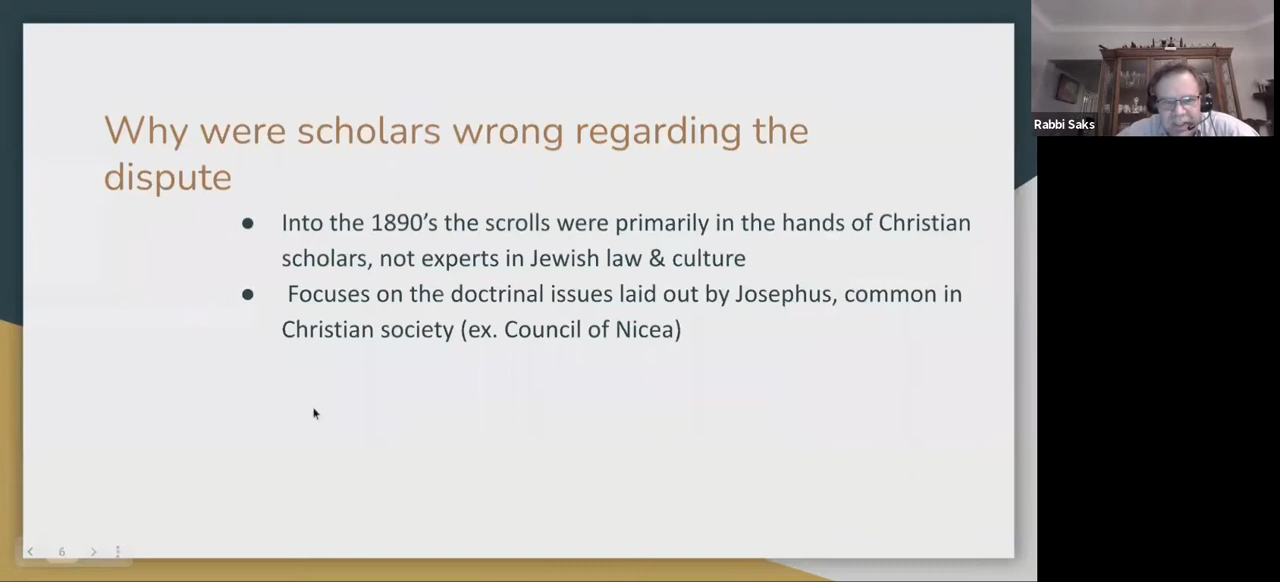 Why were scholars wrong regarding the
dispute
● Into the 1890’s the scrolls were primarily in the hands of Christian
scholars, not experts in Jewish law & culture
● Focuses on the doctrinal issues laid out by Josephus, common in
Christian society (ex. Council of Nicea)
6
Rabbi Saks